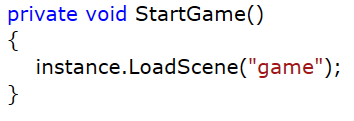 private void StartGame()
{
    instance.LoadScene("game");
}